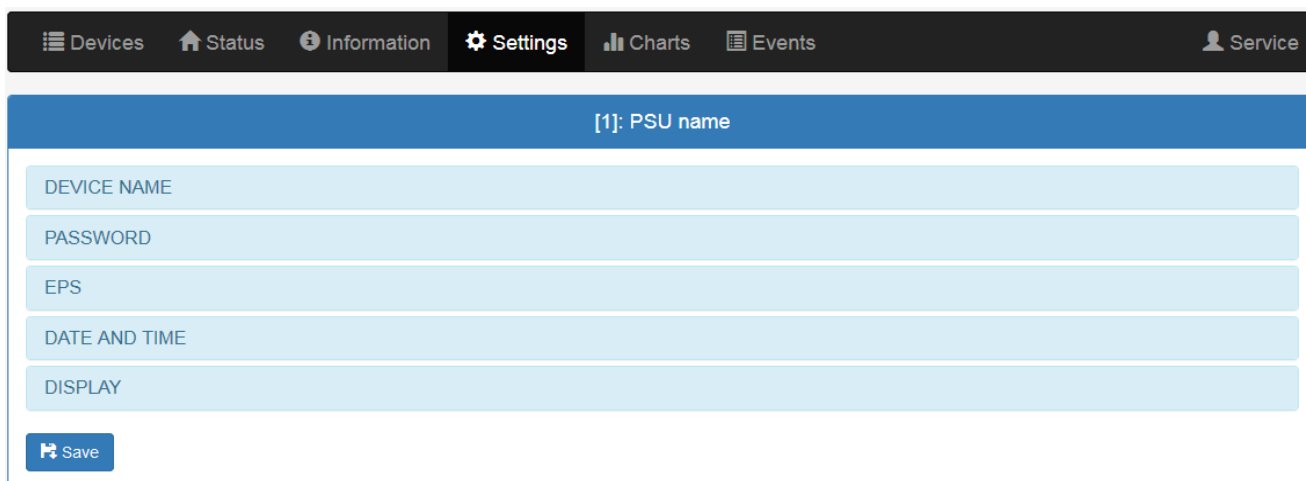 Devices Status Information Settings Charts Events Service
[1]: PSU name
DEVICE NAME
PASSWORD
EPS
DATE AND TIME
DISPLAY
Save